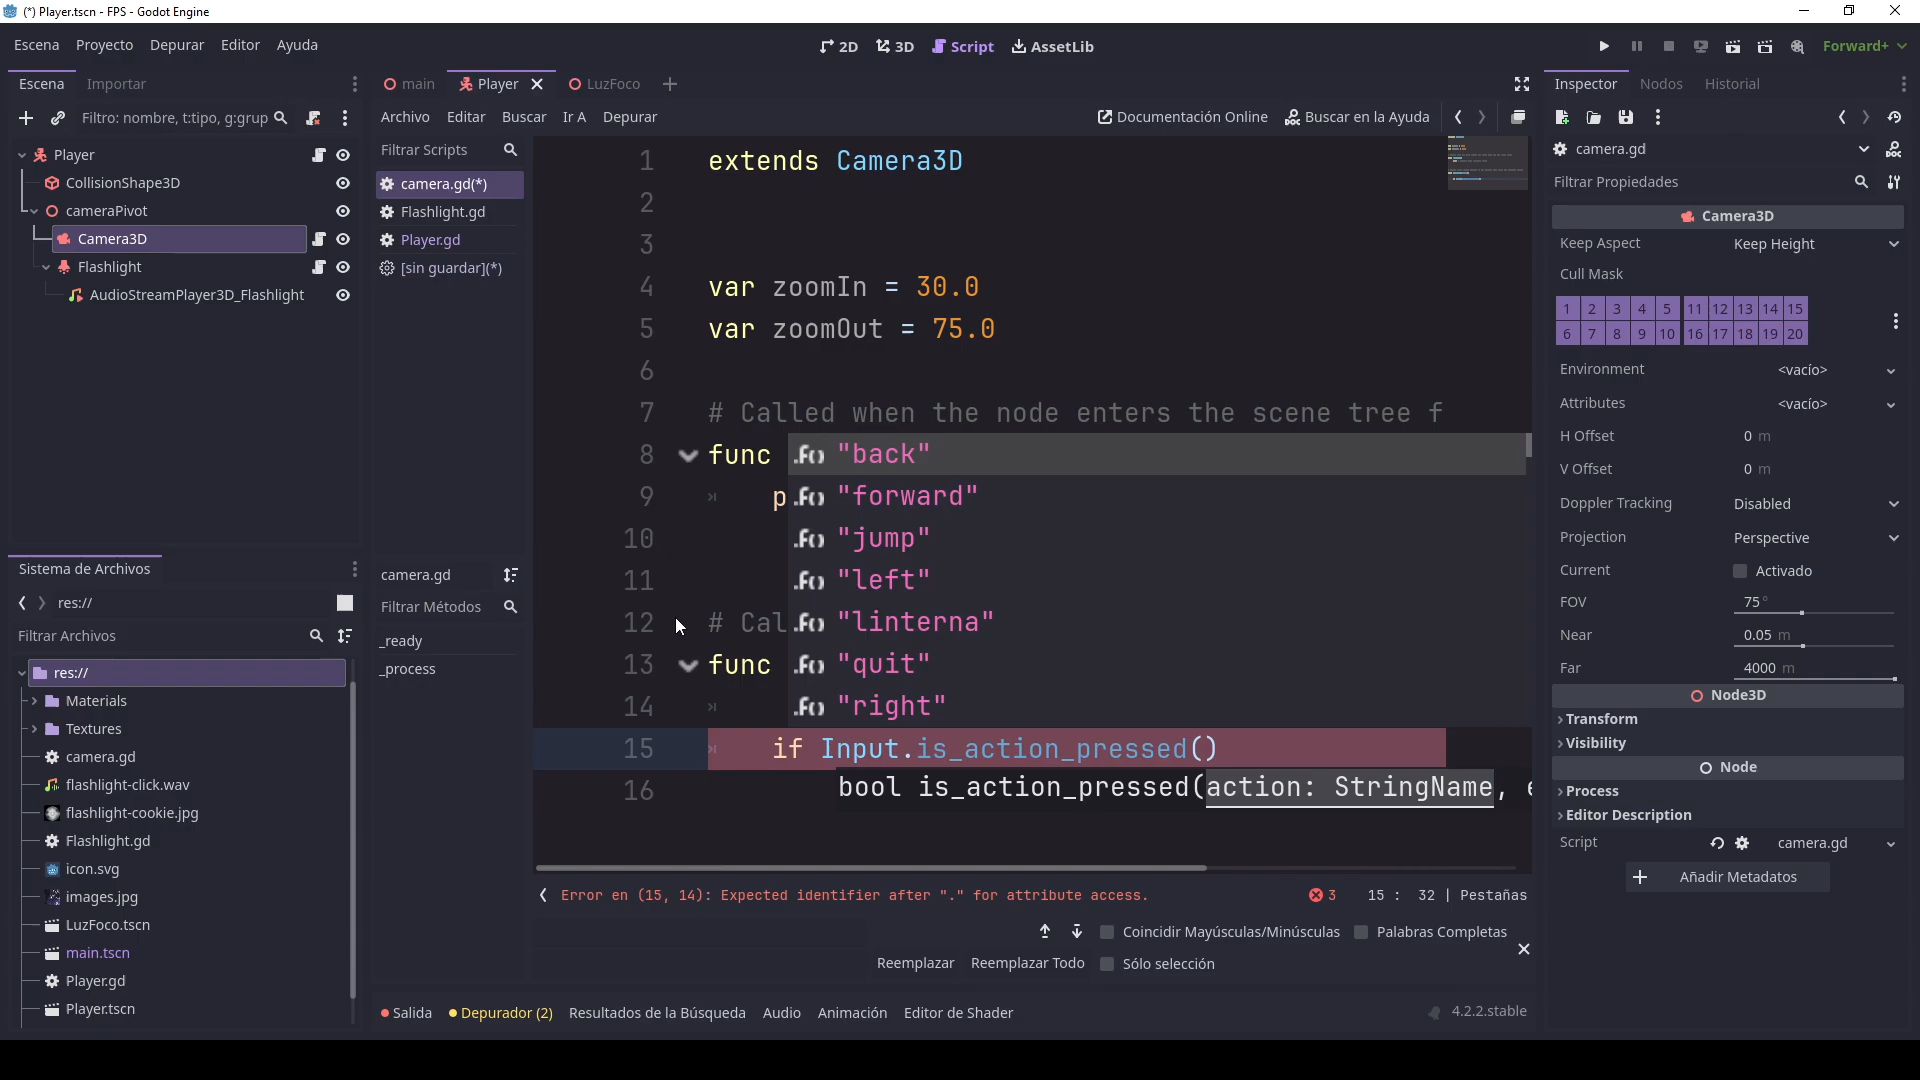 (*) Player.tscn - FPS - Godot Engine
Escena Proyecto Depurar Editor Ayuda
2D 3D Script AssetLib
Forward+
Escena Importar
Filtro: nombre, t:tipo, g:grup
Player
CollisionShape3D
cameraPivot
Camera3D
Flashlight
AudioStreamPlayer3D_Flashlight
Sistema de Archivos
res://
Filtrar Archivos
res://
Materials
Textures
camera.gd
flashlight-click.wav
flashlight-cookie.jpg
Flashlight.gd
icon.svg
images.jpg
LuzFoco.tscn
main.tscn
Player.gd
Player.tscn
main Player LuzFoco
Archivo Editar Buscar Ir A Depurar
Documentación Online Buscar en la Ayuda
Filtrar Scripts
camera.gd(*)
Flashlight.gd
Player.gd
[sin guardar](*)
camera.gd
Filtrar Métodos
_ready
_process
1 extends Camera3D
2
3
4 var zoomIn = 30.0
5 var zoomOut = 75.0
6
7 # Called when the node enters the scene tree f
8 func .f() "back"
9 p .f() "forward"
10 .f() "jump"
11 .f() "left"
12 # Cal .f() "linterna"
13 func .f() "quit"
14 .f() "right"
15 if Input.is_action_pressed()
16 bool is_action_pressed(action: StringName, e
Error en (15, 14): Expected identifier after "." for attribute access.
3 15 : 32 | Pestañas
Coincidir Mayúsculas/Minúsculas Palabras Completas
Reemplazar Reemplazar Todo Sólo selección
Salida Depurador (2) Resultados de la Búsqueda Audio Animación Editor de Shader
4.2.2.stable
Inspector Nodos Historial
camera.gd
Filtrar Propiedades
Camera3D
Keep Aspect Keep Height
Cull Mask
1 2 3 4 5 11 12 13 14 15
6 7 8 9 10 16 17 18 19 20
Environment <vacío>
Attributes <vacío>
H Offset 0 m
V Offset 0 m
Doppler Tracking Disabled
Projection Perspective
Current Activado
FOV 75 °
Near 0.05 m
Far 4000 m
Node3D
Transform
Visibility
Node
Process
Editor Description
Script camera.gd
Añadir Metadatos